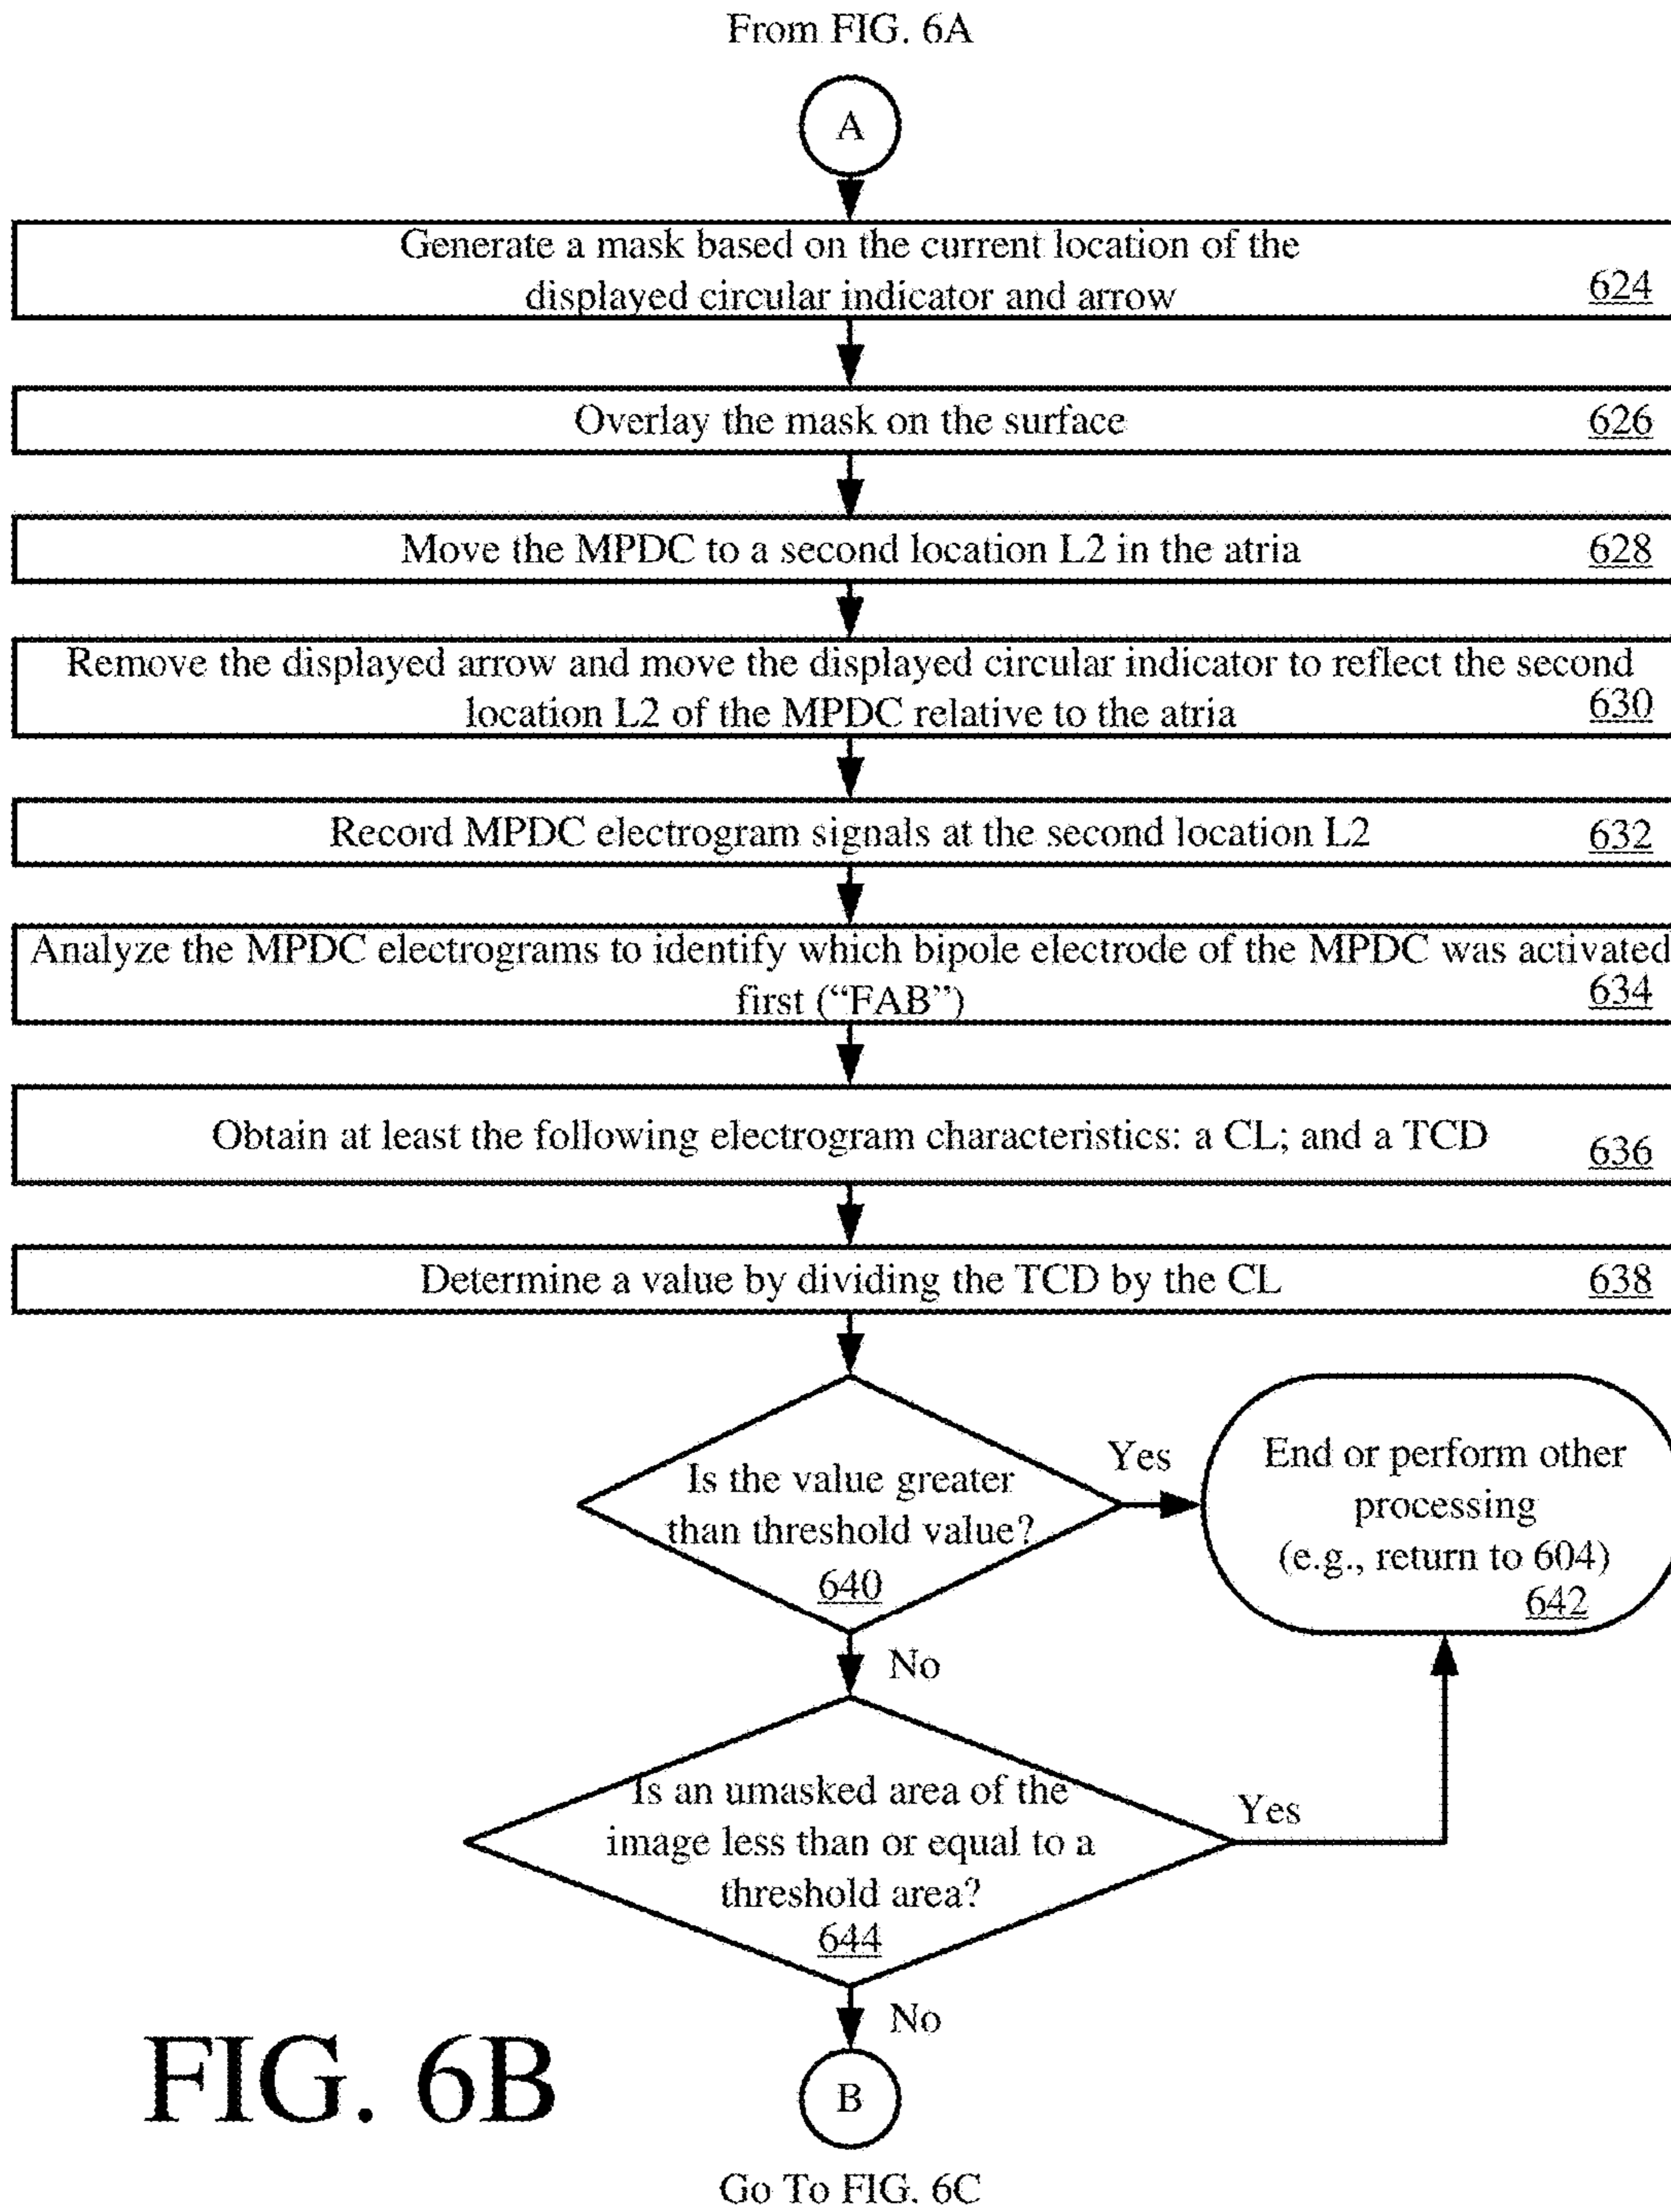 From FIG. 6A
A
Generate a mask based on the current location of the
displayed circular indicator and arrow
624
Overlay the mask on the surface
626
Move the MPDC to a second location L2 in the atria
628
Remove the displayed arrow and move the displayed circular indicator to reflect the second
location L2 of the MPDC relative to the atria
630
Record MPDC electrogram signals at the second location L2
632
Analyze the MPDC electrograms to identify which bipole electrode of the MPDC was activated
first (“FAB”)
634
Obtain at least the following electrogram characteristics: a CL; and a TCD
636
Determine a value by dividing the TCD by the CL
638
Is the value greater
than threshold value?
640
Yes
End or perform other
processing
(e.g., return to 604)
642
No
Is an umasked area of the
image less than or equal to a
threshold area?
644
Yes
No
B
Go To FIG. 6C
FIG. 6B